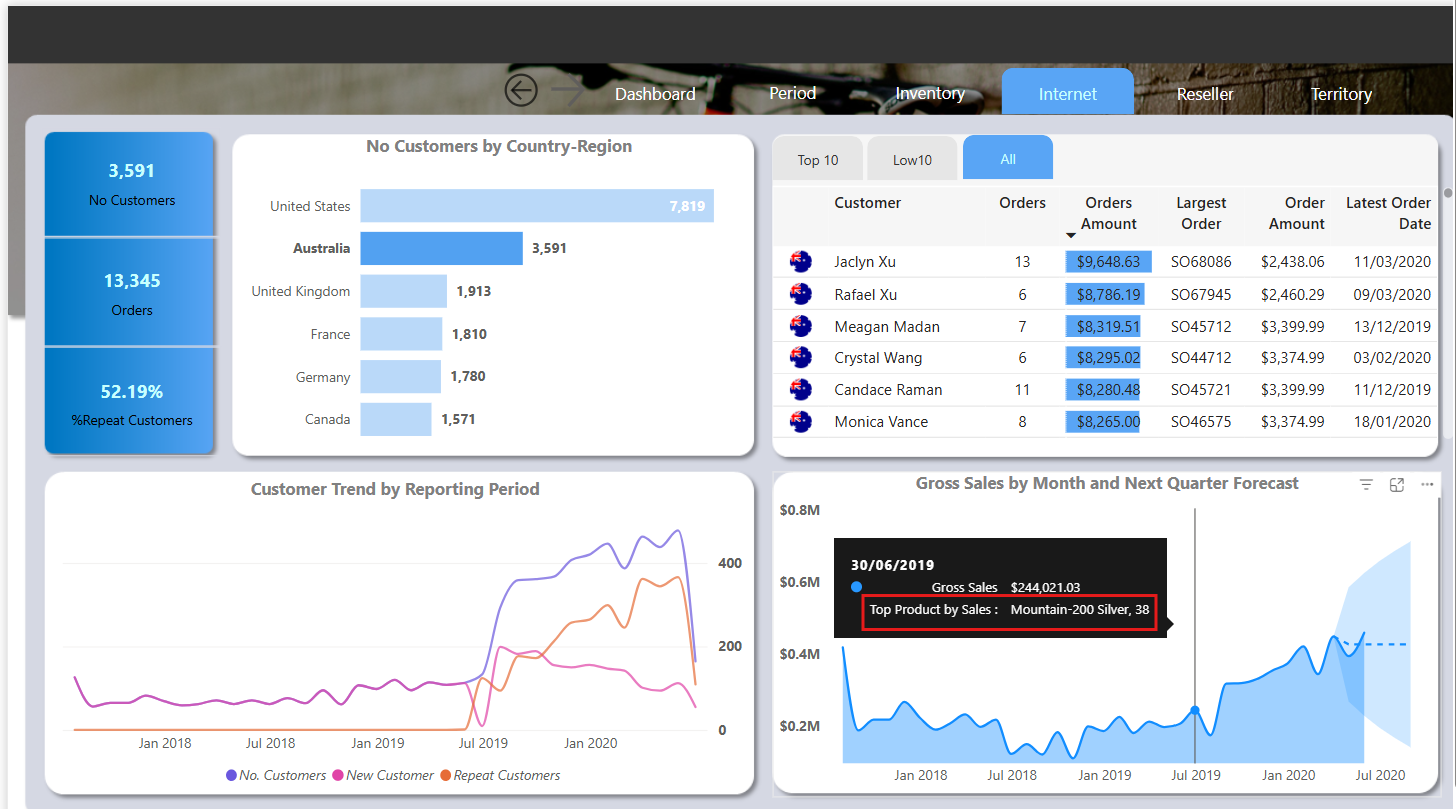 Dashboard
Period
Inventory
Internet
Reseller
Territory
3,591
No Customers
13,345
Orders
52.19%
%Repeat Customers
No Customers by Country-Region
United States 7,819
Australia 3,591
United Kingdom 1,913
France 1,810
Germany 1,780
Canada 1,571
Top 10
Low10
All
Customer Orders Orders Amount Largest Order Order Amount Latest Order Date
Jaclyn Xu 13 $9,648.63 SO68086 $2,438.06 11/03/2020
Rafael Xu 6 $8,786.19 SO67945 $2,460.29 09/03/2020
Meagan Madan 7 $8,319.51 SO45712 $3,399.99 13/12/2019
Crystal Wang 6 $8,295.02 SO44712 $3,374.99 03/02/2020
Candace Raman 11 $8,280.48 SO45721 $3,399.99 11/12/2019
Monica Vance 8 $8,265.00 SO46575 $3,374.99 18/01/2020
Customer Trend by Reporting Period
400
200
0
Jan 2018 Jul 2018 Jan 2019 Jul 2019 Jan 2020
No. Customers New Customer Repeat Customers
Gross Sales by Month and Next Quarter Forecast
$0.8M
$0.6M
$0.4M
$0.2M
30/06/2019
Gross Sales $244,021.03
Top Product by Sales : Mountain-200 Silver, 38
Jan 2018 Jul 2018 Jan 2019 Jul 2019 Jan 2020 Jul 2020